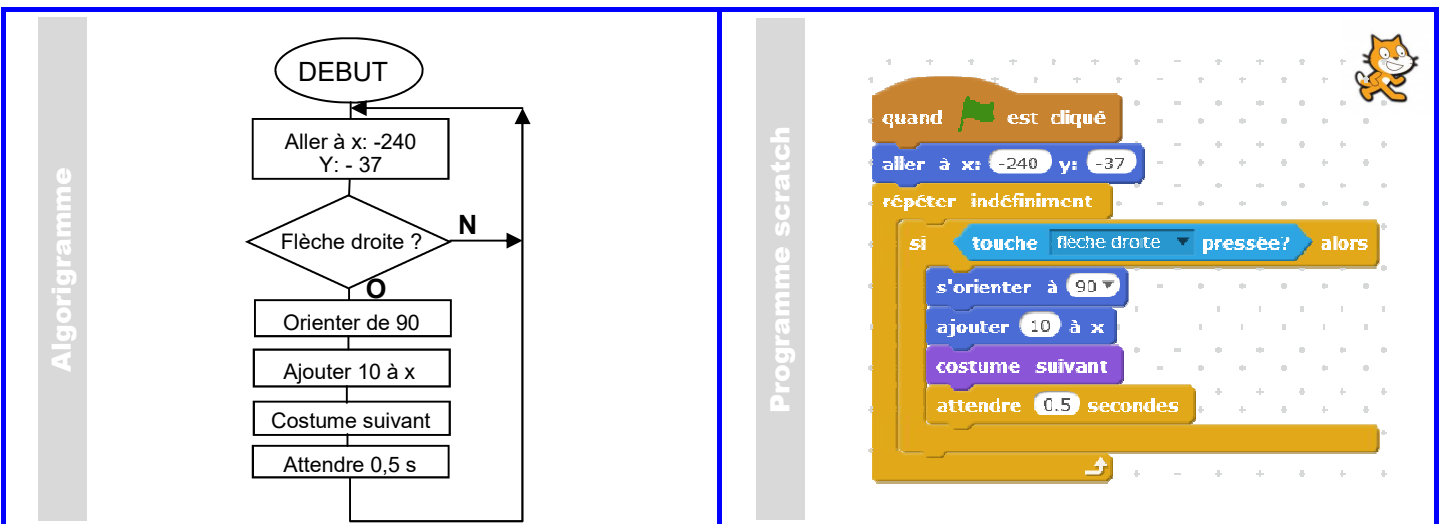 Algorigramme
DEBUT
Aller à x: -240
Y: - 37
Flèche droite ?
N
O
Orienter de 90
Ajouter 10 à x
Costume suivant
Attendre 0,5 s
Programme scratch
quand est cliqué
aller à x: -240 y: -37
répéter indéfiniment
si touche flèche droite pressée? alors
s'orienter à 90
ajouter 10 à x
costume suivant
attendre 0.5 secondes